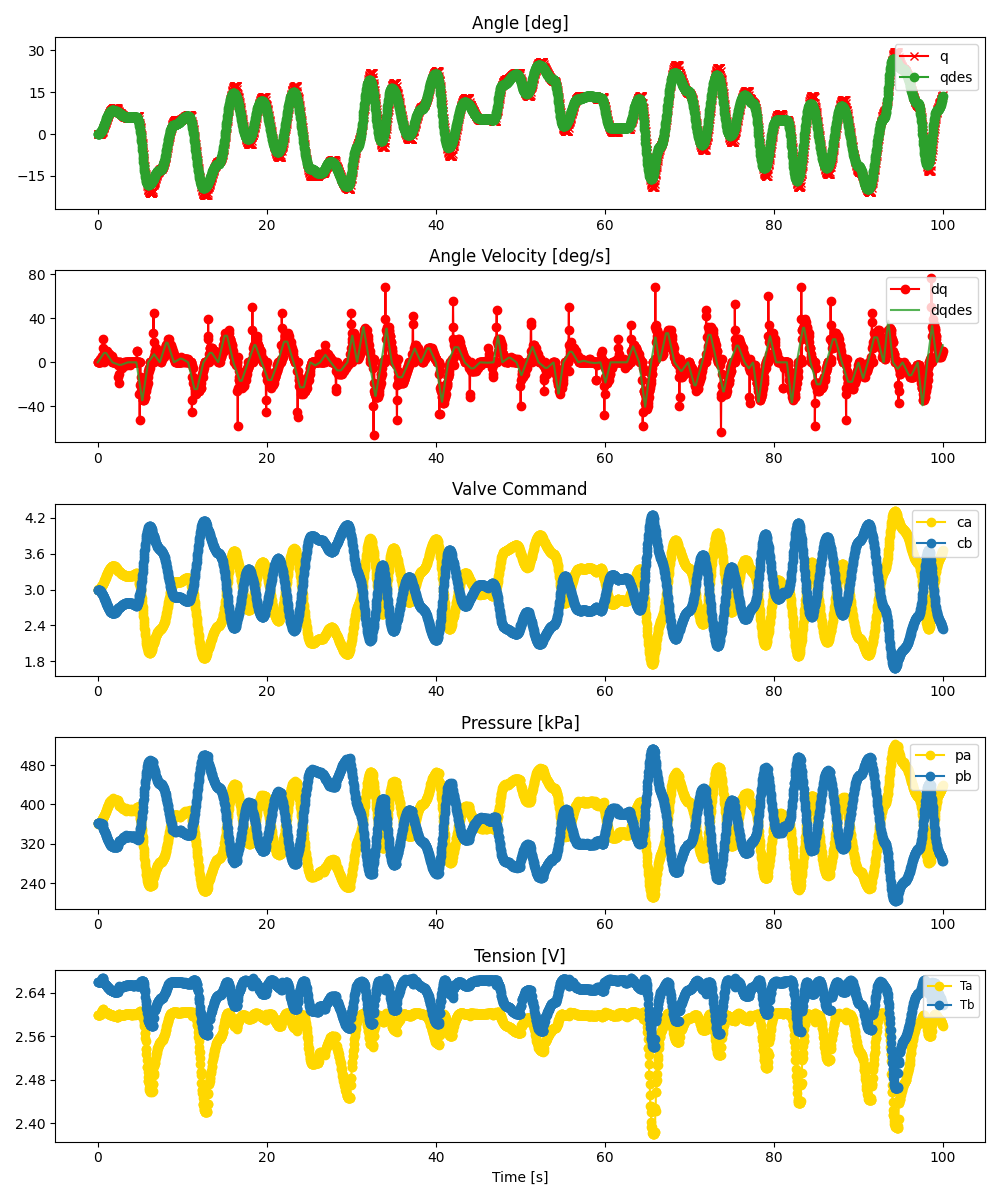 Angle [deg]
30
15
0
−15
q
qdes
0 20 40 60 80 100
Angle Velocity [deg/s]
80
40
0
−40
dq
dqdes
0 20 40 60 80 100
Valve Command
4.2
3.6
3.0
2.4
1.8
ca
cb
0 20 40 60 80 100
Pressure [kPa]
480
400
320
240
pa
pb
0 20 40 60 80 100
Tension [V]
2.64
2.56
2.48
2.40
Ta
Tb
0 20 40 60 80 100
Time [s]